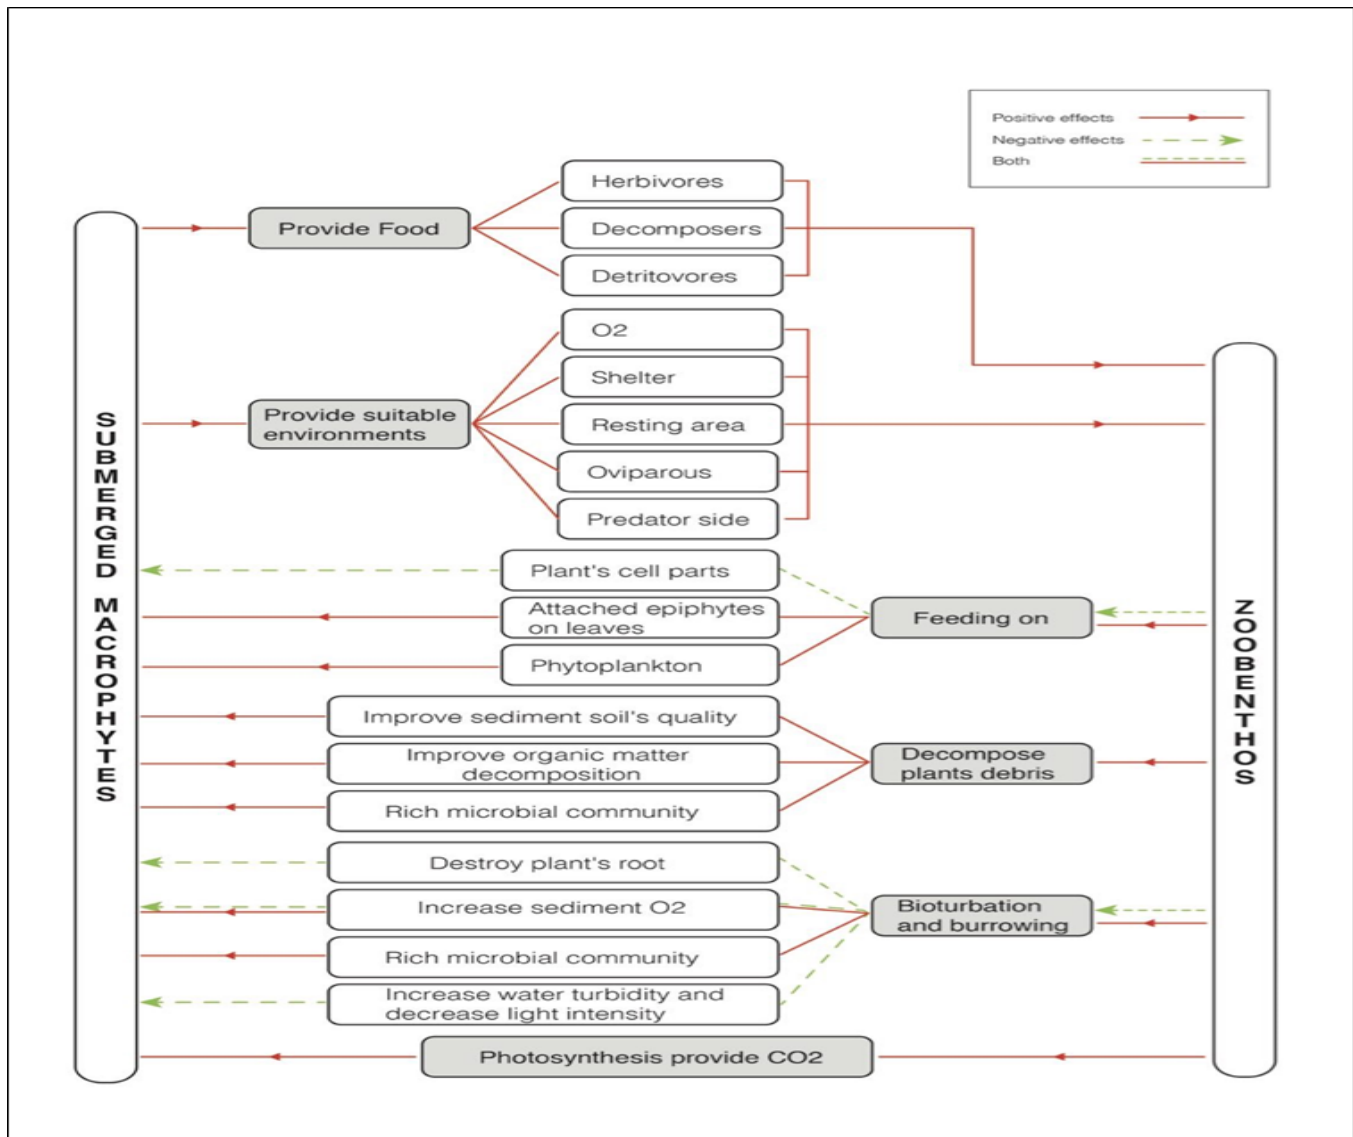 Positive effects
Negative effects
Both
Herbivores
Provide Food
Decomposers
Detritovores
O2
Shelter
Provide suitable
environments
Resting area
Oviparous
Predator side
SUBMERGED MACROPHYTES
ZOOBENTHOS
Plant's cell parts
Attached epiphytes
on leaves
Feeding on
Phytoplankton
Improve sediment soil's quality
Improve organic matter
decomposition
Decompose
plants debris
Rich microbial community
Destroy plant's root
Increase sediment O2
Bioturbation
and burrowing
Rich microbial community
Increase water turbidity and
decrease light intensity
Photosynthesis provide CO2